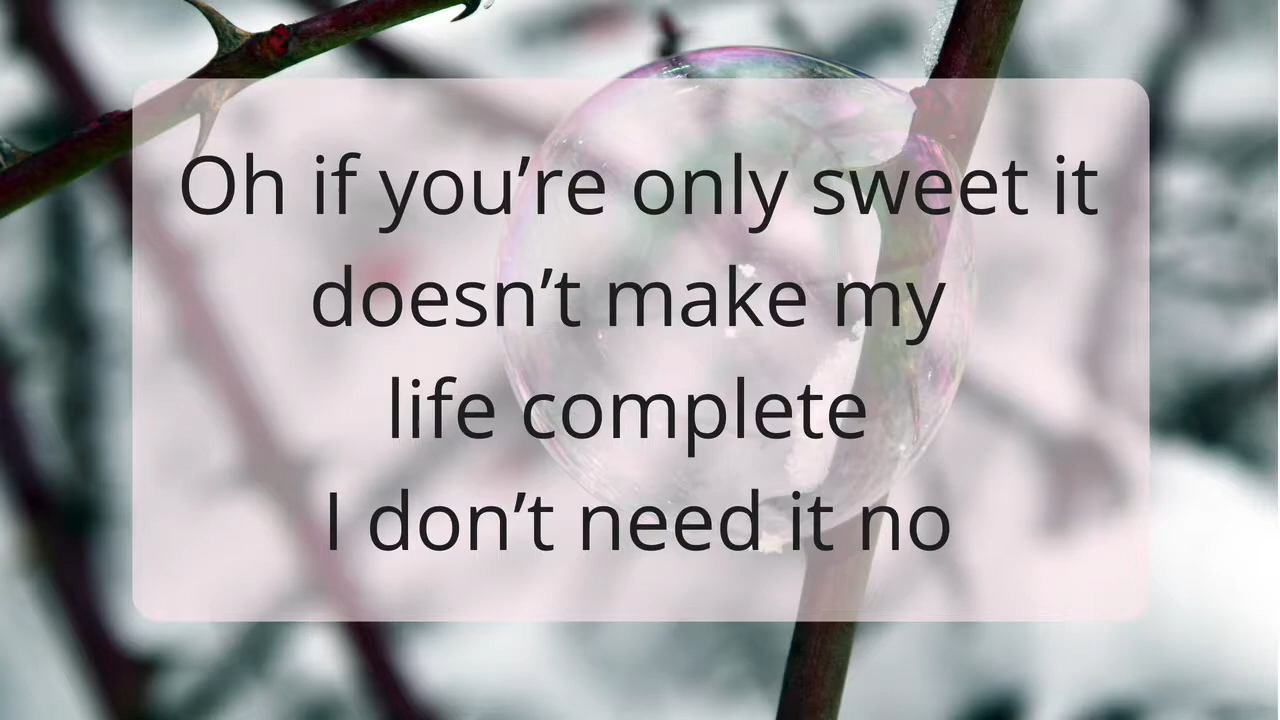 Oh if you’re only sweet it
doesn’t make my
life complete
I don’t need it no